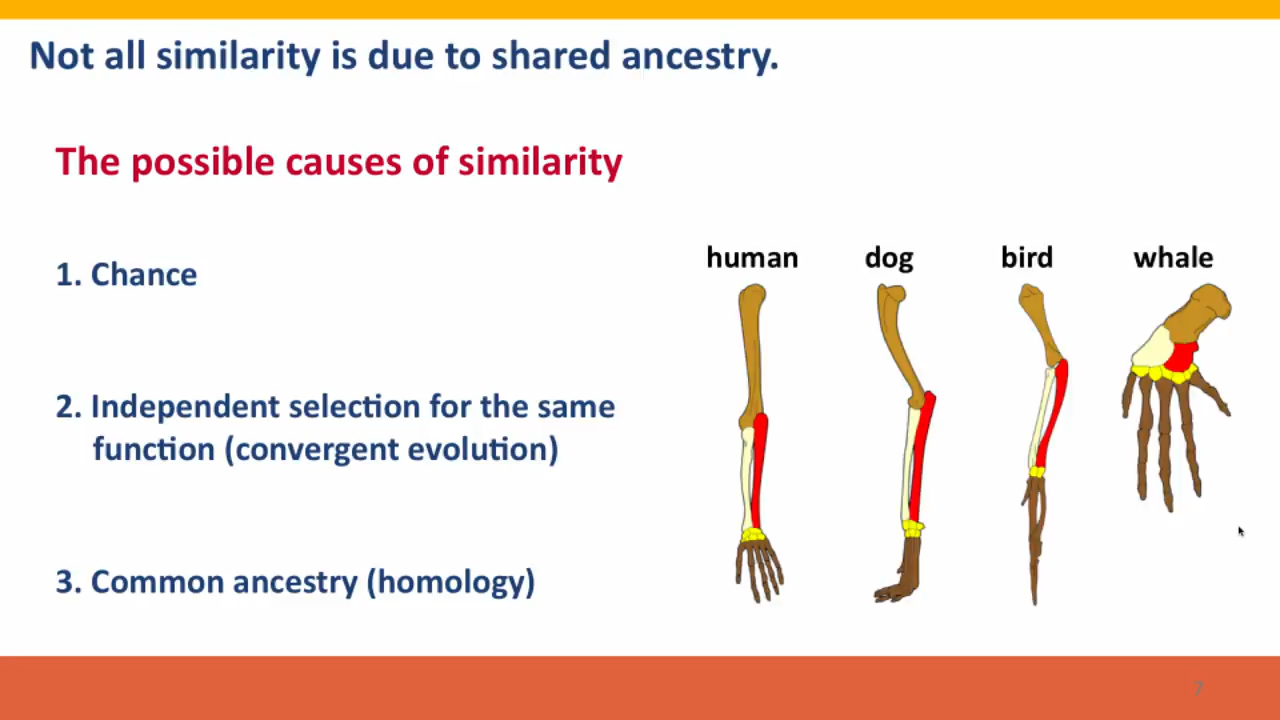 Not all similarity is due to shared ancestry.
The possible causes of similarity
human dog bird whale
1. Chance
2. Independent selection for the same
function (convergent evolution)
3. Common ancestry (homology)
7